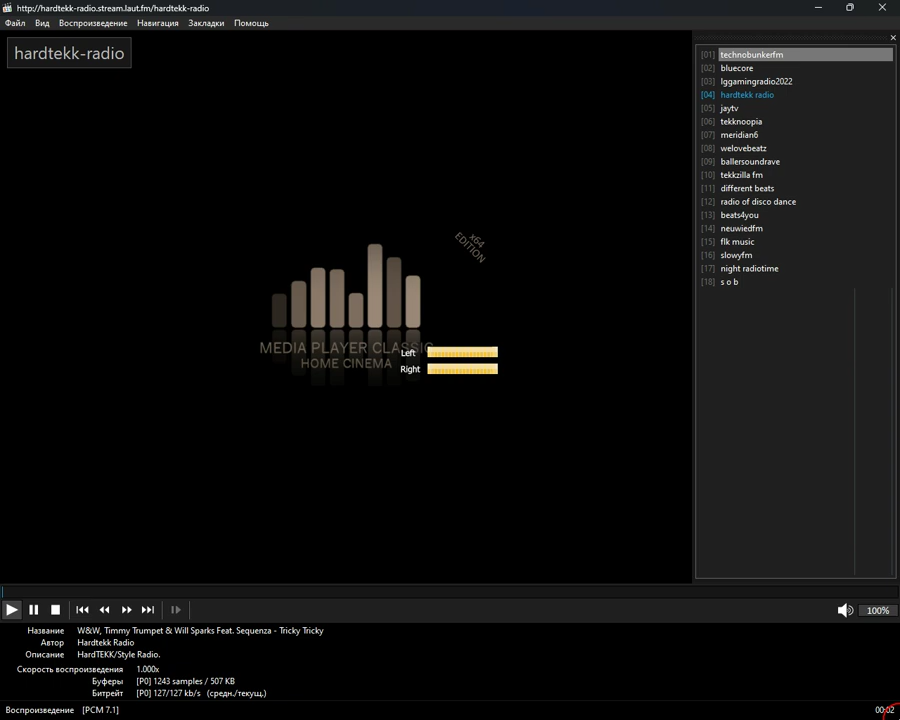 http://hardtekk-radio.stream.laut.fm/hardtekk-radio
Файл Вид Воспроизведение Навигация Закладки Помощь
hardtekk-radio
[01] technobunkerfm
[02] bluecore
[03] lggamingradio2022
[04] hardtekk radio
[05] jaytv
[06] tekknoopia
[07] meridian6
[08] welovebeatz
[09] ballersoundrave
[10] tekkzilla fm
[11] different beats
[12] radio of disco dance
[13] beats4you
[14] neuwiedfm
[15] flk music
[16] slowyfm
[17] night radiotime
[18] s o b
x64
EDITION
MEDIA PLAYER CLASSIC
HOME CINEMA
Left
Right
100%
Название W&W, Timmy Trumpet & Will Sparks Feat. Sequenza - Tricky Tricky
Автор Hardtekk Radio
Описание HardTEKK/Style Radio.
Скорость воспроизведения 1.000x
Буферы [P0] 1243 samples / 507 KB
Битрейт [P0] 127/127 kb/s (средн./текущ.)
Воспроизведение [PCM 7.1] 00:02